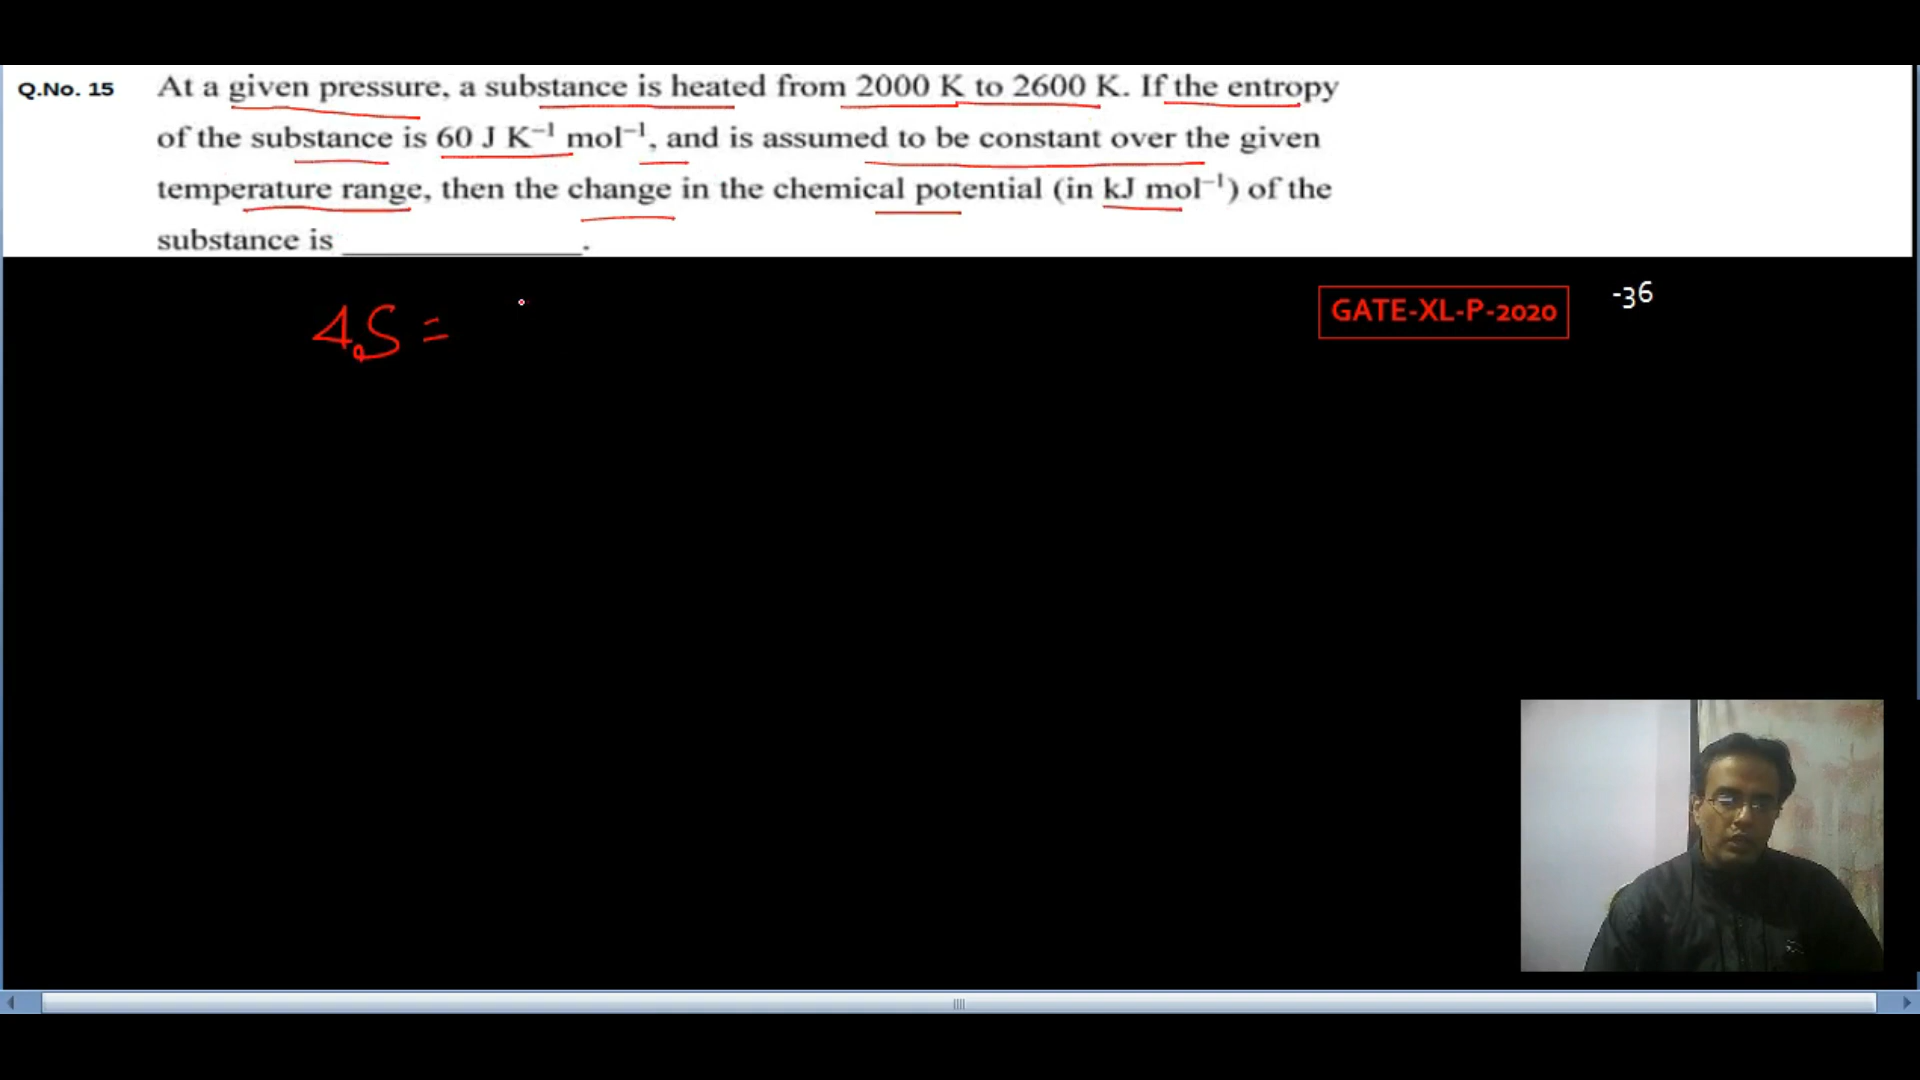 Q.No. 15 At a given pressure, a substance is heated from 2000 K to 2600 K. If the entropy
of the substance is 60 J K⁻¹ mol⁻¹, and is assumed to be constant over the given
temperature range, then the change in the chemical potential (in kJ mol⁻¹) of the
substance is ______________.
ΔS =
GATE-XL-P-2020
-36